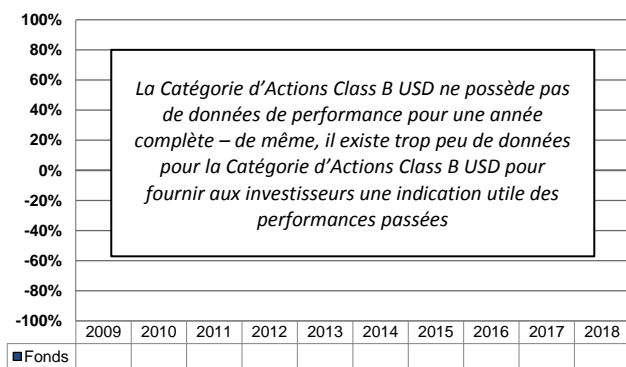 100%
80%
60%
40%
20%
0%
-20%
-40%
-60%
-80%
-100%
La Catégorie d'Actions Class B USD ne possède pas
de données de performance pour une année
complète – de même, il existe trop peu de données
pour la Catégorie d'Actions Class B USD pour
fournir aux investisseurs une indication utile des
performances passées
2009 2010 2011 2012 2013 2014 2015 2016 2017 2018
Fonds